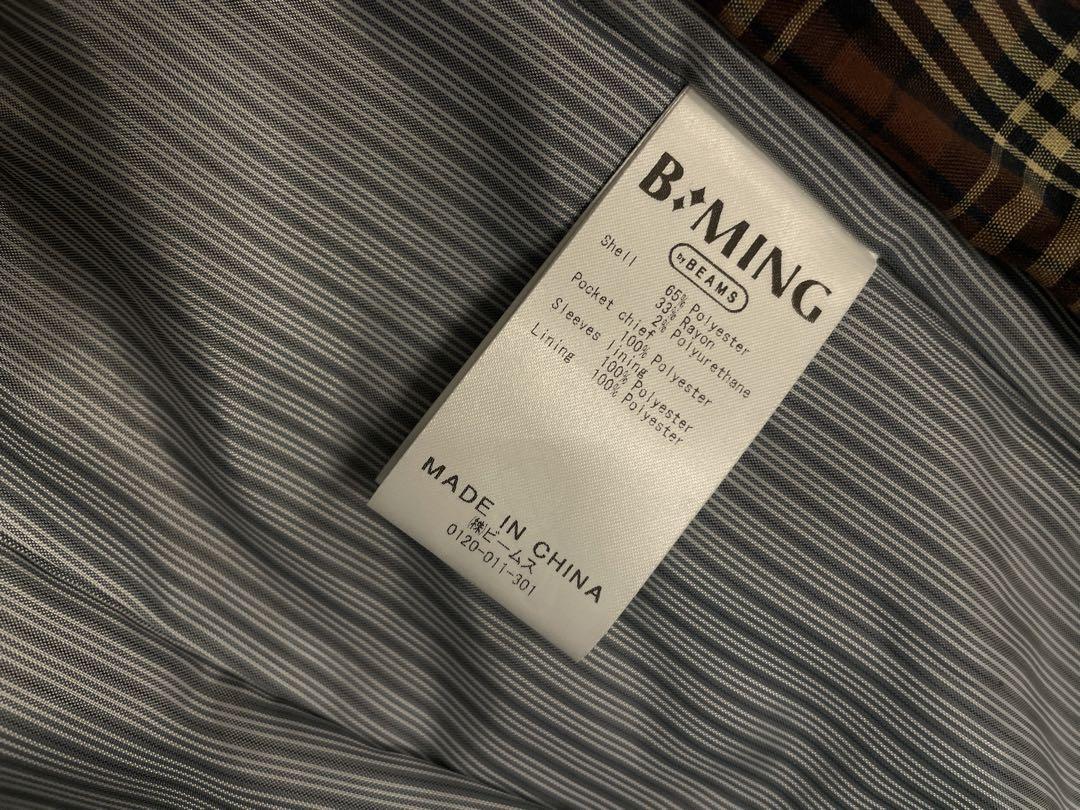 B✦MING
by BEAMS
Shell 65% Polyester
33% Rayon
2% Polyurethane
Pocket chief
100% Polyester
Sleeves lining
100% Polyester
Lining 100% Polyester
MADE IN CHINA
㈱ビームス
0120-011-301